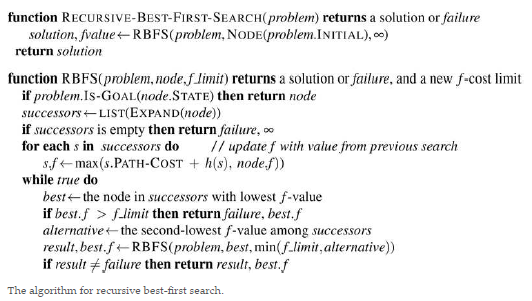 function RECURSIVE-BEST-FIRST-SEARCH(problem) returns a solution or failure
solution, fvalue ← RBFS(problem, NODE(problem.INITIAL), ∞)
return solution
function RBFS(problem, node, f_limit) returns a solution or failure, and a new f-cost limit
if problem.IS-GOAL(node.STATE) then return node
successors ← LIST(EXPAND(node))
if successors is empty then return failure, ∞
for each s in successors do // update f with value from previous search
s.f ← max(s.PATH-COST + h(s), node.f))
while true do
best ← the node in successors with lowest f-value
if best.f > f_limit then return failure, best.f
alternative ← the second-lowest f-value among successors
result, best.f ← RBFS(problem, best, min(f_limit, alternative))
if result ≠ failure then return result, best.f
The algorithm for recursive best-first search.